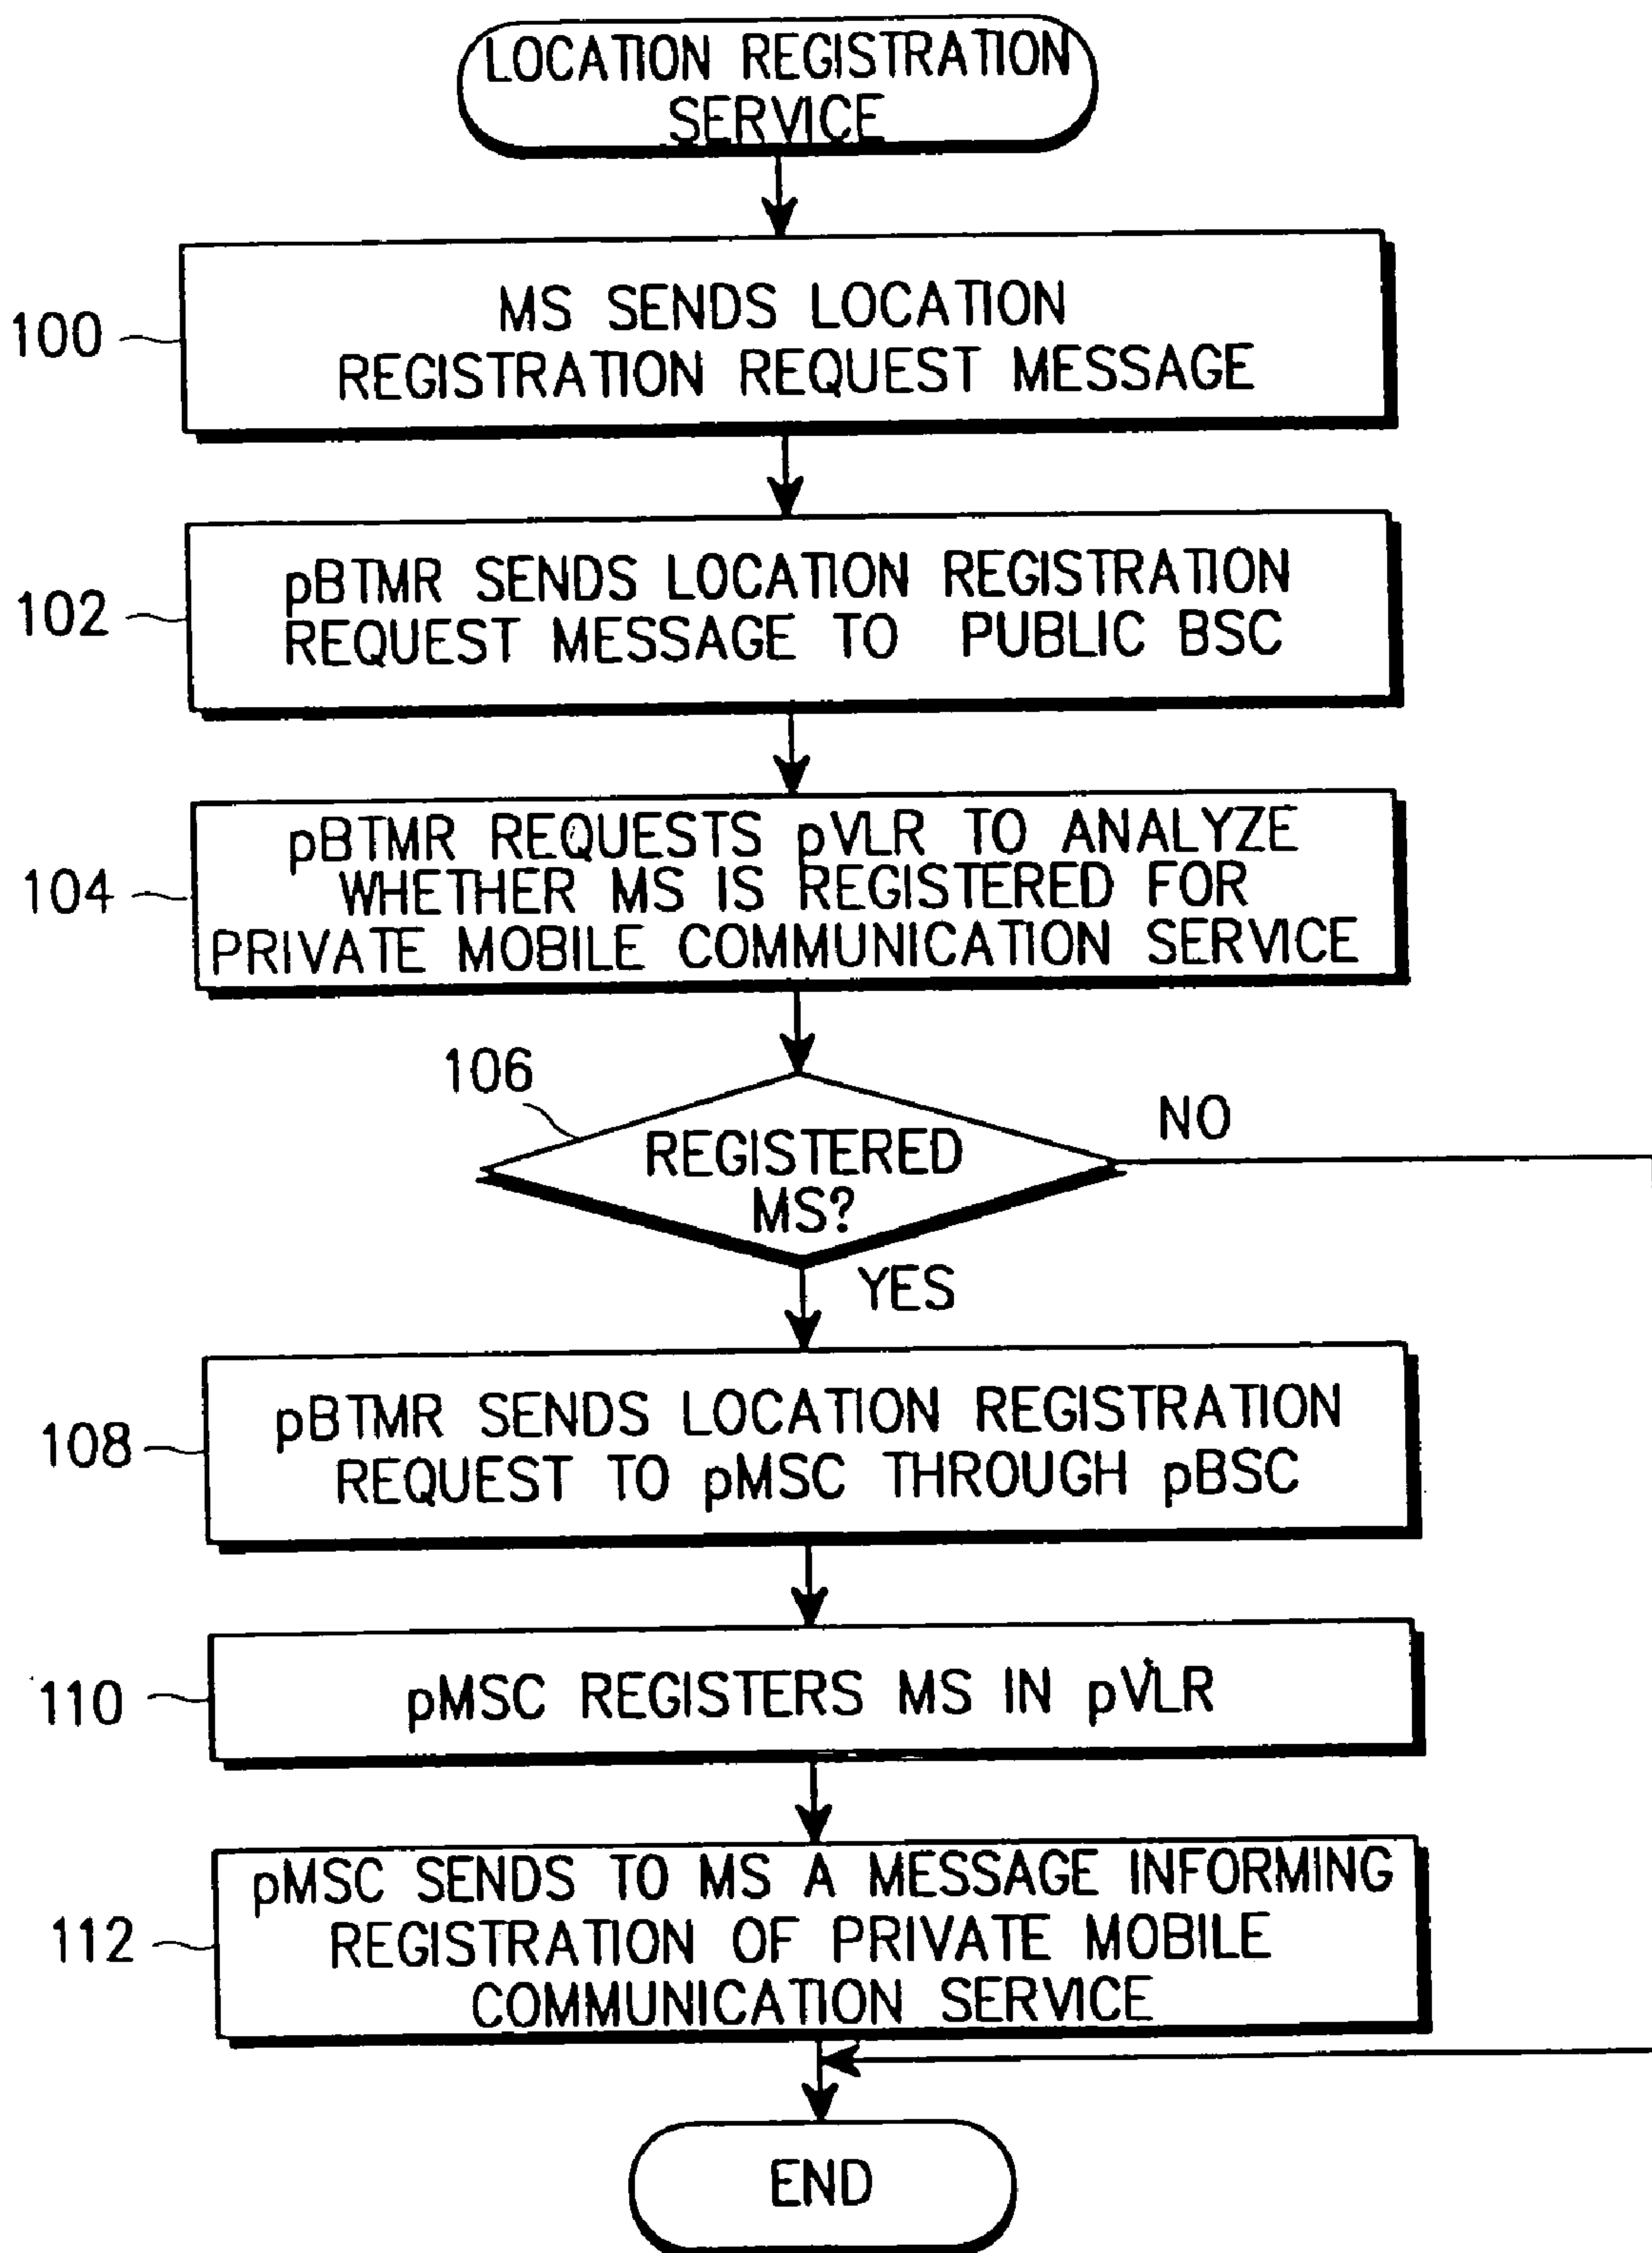 LOCATION REGISTRATION
SERVICE
100
MS SENDS LOCATION
REGISTRATION REQUEST MESSAGE
102
pBTMR SENDS LOCATION REGISTRATION
REQUEST MESSAGE TO PUBLIC BSC
104
pBTMR REQUESTS pVLR TO ANALYZE
WHETHER MS IS REGISTERED FOR
PRIVATE MOBILE COMMUNICATION SERVICE
106
REGISTERED
MS?
NO
YES
108
pBTMR SENDS LOCATION REGISTRATION
REQUEST TO pMSC THROUGH pBSC
110
pMSC REGISTERS MS IN pVLR
112
pMSC SENDS TO MS A MESSAGE INFORMING
REGISTRATION OF PRIVATE MOBILE
COMMUNICATION SERVICE
END